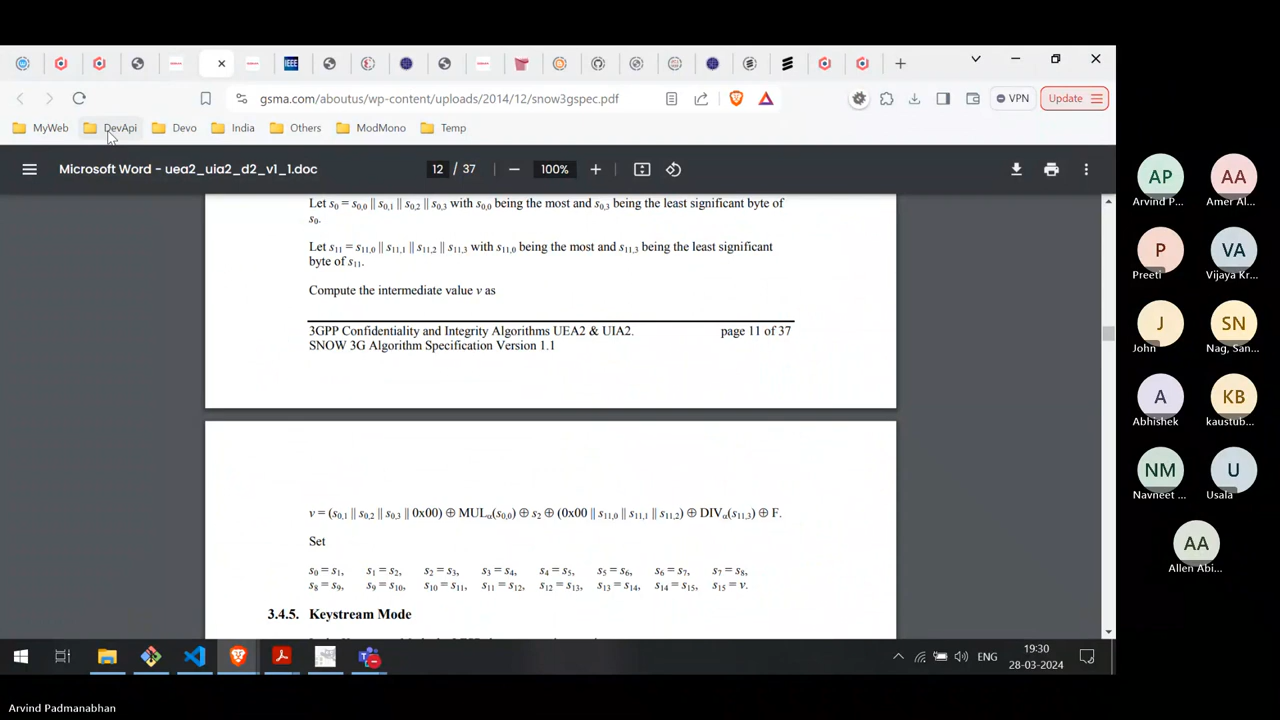 gsma.com/aboutus/wp-content/uploads/2014/12/snow3gspec.pdf
VPN
Update
MyWeb
DevApi
Devo
India
Others
ModMono
Temp
Microsoft Word - uea2_uia2_d2_v1_1.doc
12 / 37
100%
Let s0 = s0,0 || s0,1 || s0,2 || s0,3 with s0,0 being the most and s0,3 being the least significant byte of
s0.
Let s11 = s11,0 || s11,1 || s11,2 || s11,3 with s11,0 being the most and s11,3 being the least significant
byte of s11.
Compute the intermediate value v as
3GPP Confidentiality and Integrity Algorithms UEA2 & UIA2. page 11 of 37
SNOW 3G Algorithm Specification Version 1.1
v = (s0,1 || s0,2 || s0,3 || 0x00) ⊕ MULα(s0,0) ⊕ s2 ⊕ (0x00 || s11,0 || s11,1 || s11,2) ⊕ DIVα(s11,3) ⊕ F.
Set
s0 = s1, s1 = s2, s2 = s3, s3 = s4, s4 = s5, s5 = s6, s6 = s7, s7 = s8,
s8 = s9, s9 = s10, s10 = s11, s11 = s12, s12 = s13, s13 = s14, s14 = s15, s15 = v.
3.4.5. Keystream Mode
ENG
19:30
28-03-2024
AP
Arvind P...
AA
Amer Al...
P
Preeti
VA
Vijaya Kr...
J
John
SN
Nag, San...
A
Abhishek
KB
kaustub...
NM
Navneet ...
U
Usala
AA
Allen Abi...
Arvind Padmanabhan